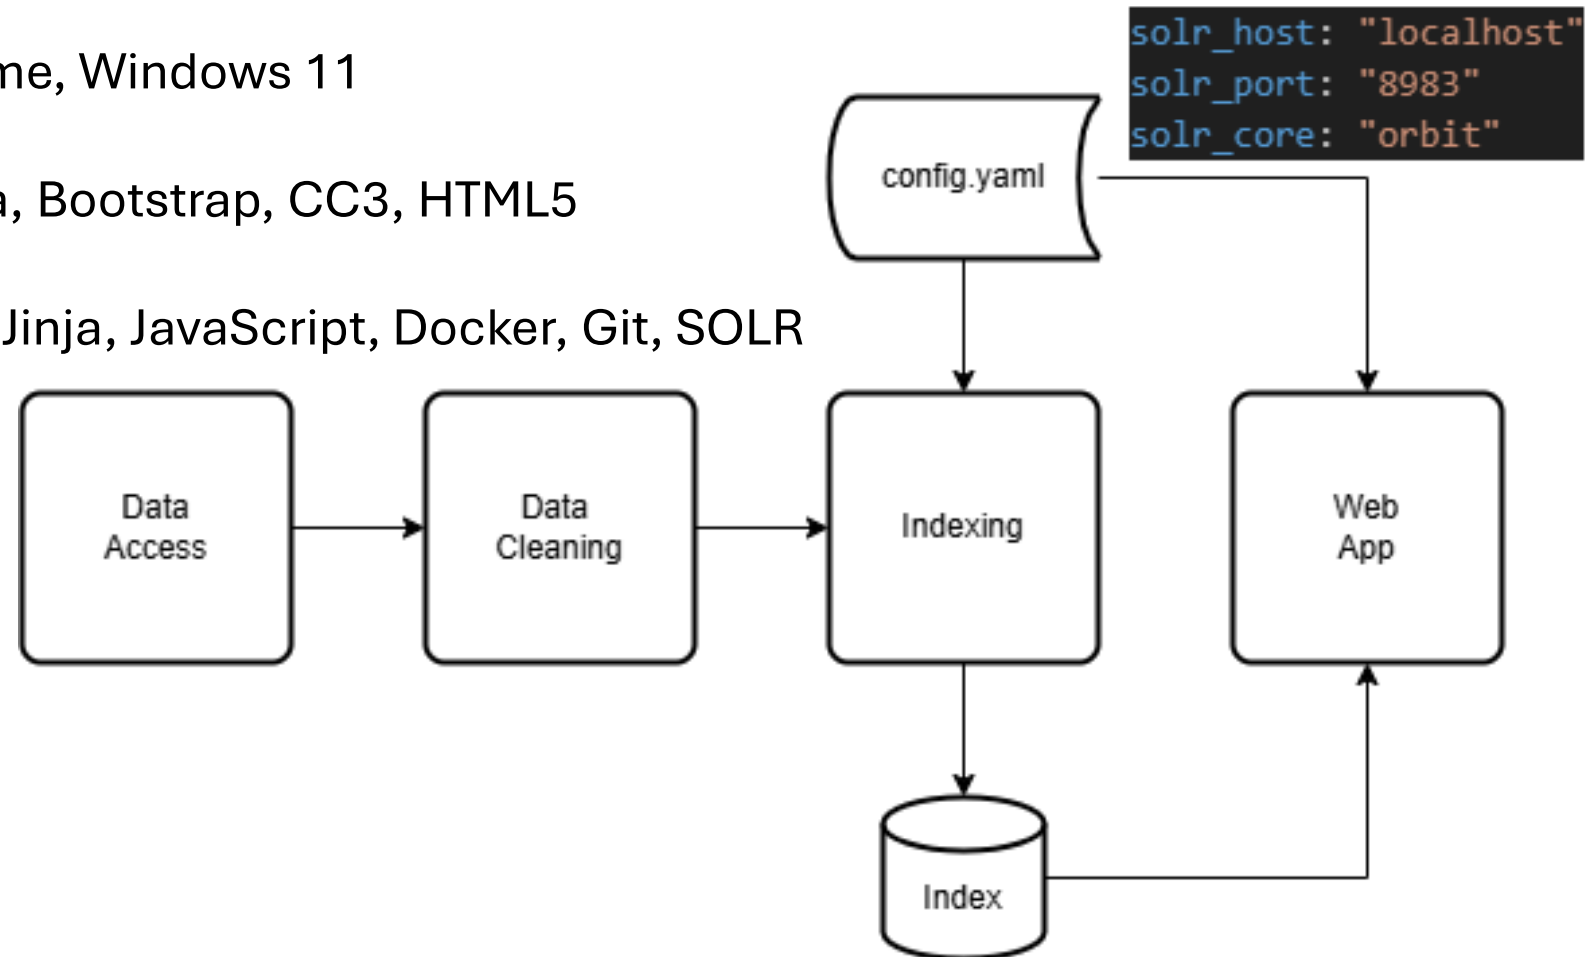 me, Windows 11
a, Bootstrap, CC3, HTML5
Jinja, JavaScript, Docker, Git, SOLR
solr_host: "localhost"
solr_port: "8983"
solr_core: "orbit"
config.yaml
Data
Access
Data
Cleaning
Indexing
Web
App
Index